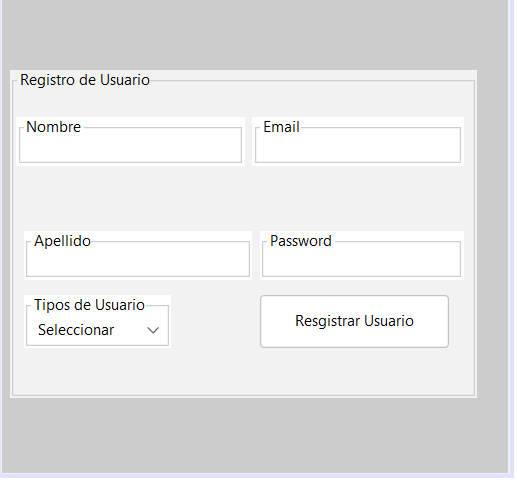 Registro de Usuario
Nombre
Email
Apellido
Password
Tipos de Usuario
Seleccionar
Resgistrar Usuario